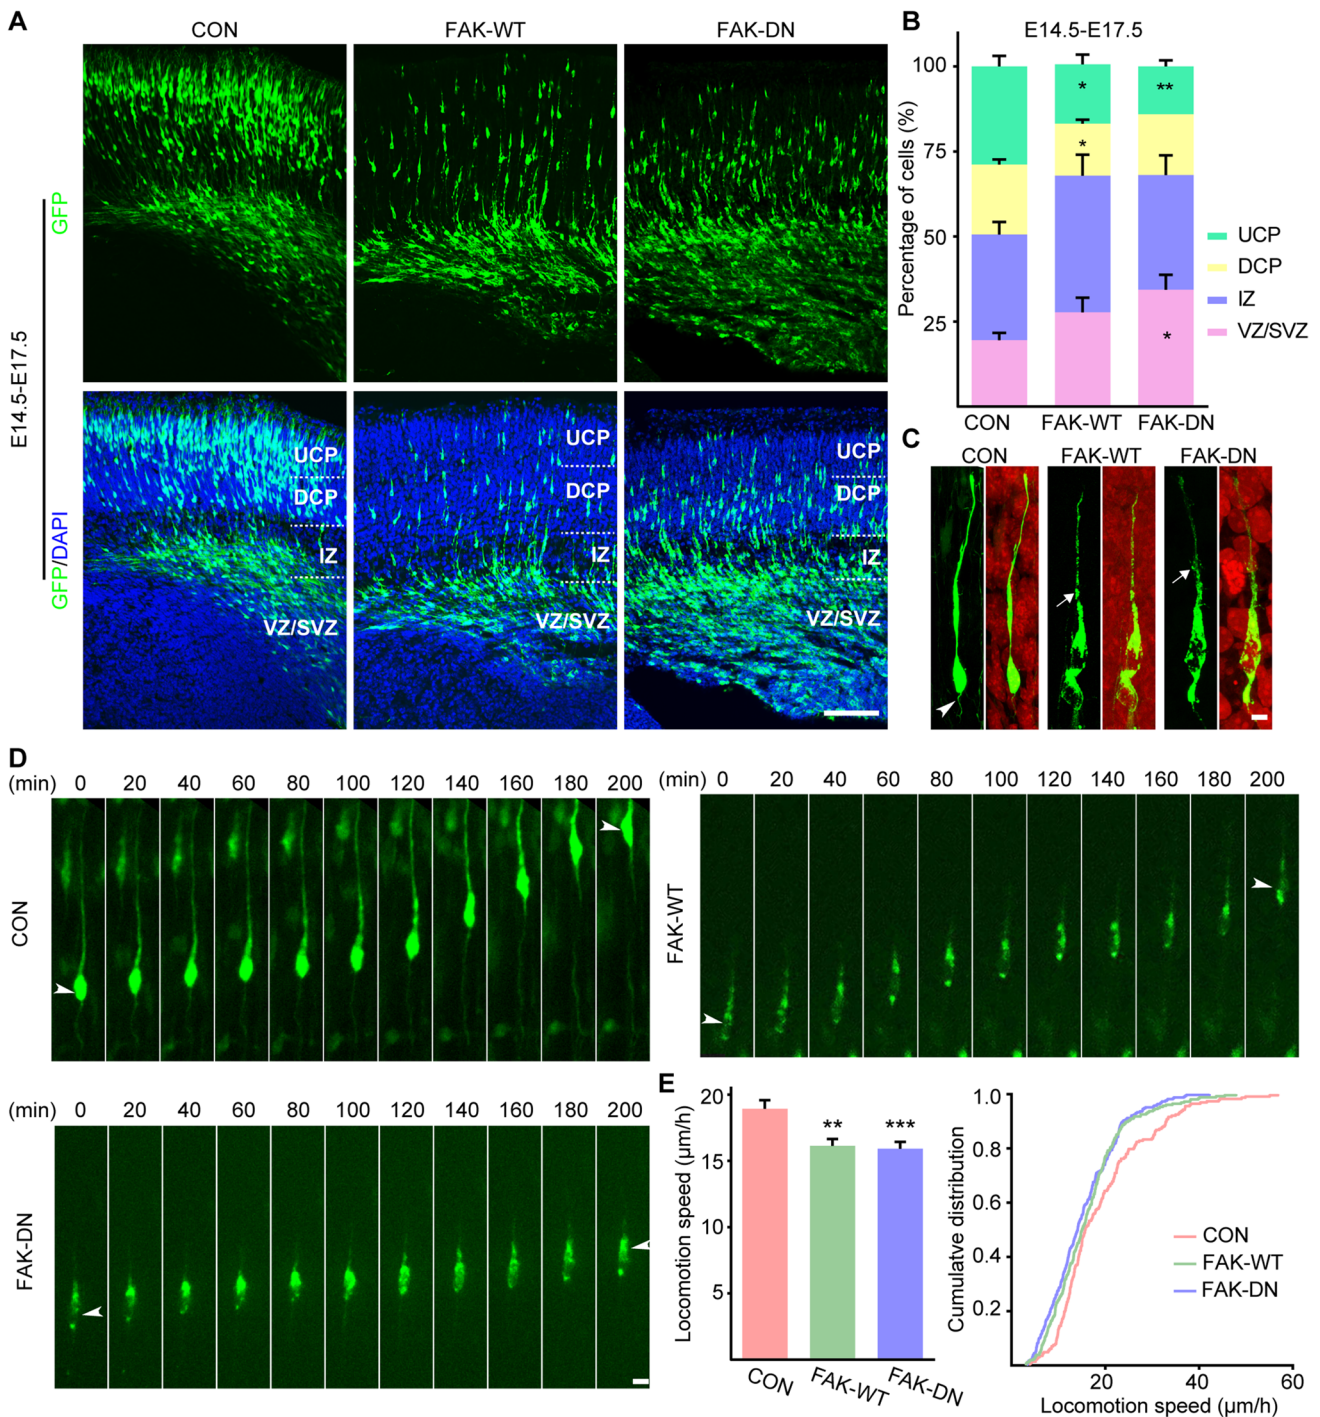 A
CON
FAK-WT
FAK-DN
E14.5-E17.5
GFP
GFP/DAPI
UCP
DCP
IZ
VZ/SVZ
UCP
DCP
IZ
VZ/SVZ
UCP
DCP
IZ
VZ/SVZ
B
E14.5-E17.5
Percentage of cells (%)
100
75
50
25
*
*
**
*
CON
FAK-WT
FAK-DN
UCP
DCP
IZ
VZ/SVZ
C
CON
FAK-WT
FAK-DN
D
(min) 0 20 40 60 80 100 120 140 160 180 200
CON
(min) 0 20 40 60 80 100 120 140 160 180 200
FAK-WT
(min) 0 20 40 60 80 100 120 140 160 180 200
FAK-DN
E
Locomotion speed (μm/h)
20
15
10
5
**
***
CON
FAK-WT
FAK-DN
Cumulatve distribution
1.0
0.8
0.6
0.4
0.2
CON
FAK-WT
FAK-DN
20 40 60
Locomotion speed (μm/h)